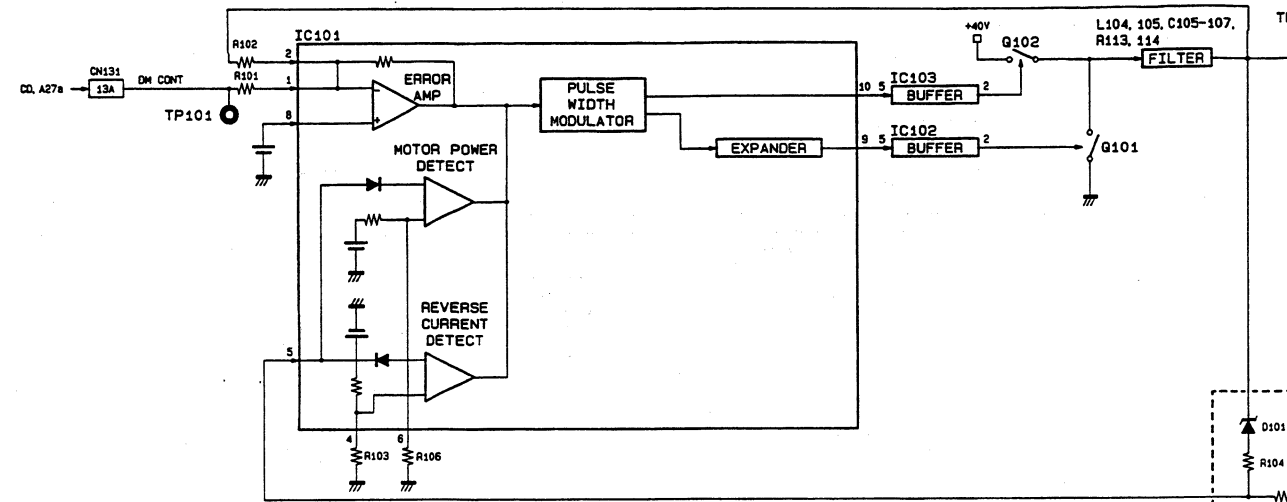 L104, 105, C105-107,
R113, 114
FILTER
+40V
Q102
IC101
R102
2
CN131
CD, A27a
13A
DM CONT
R101
1
TP101
8
ERROR
AMP
PULSE
WIDTH
MODULATOR
10
5
IC103
BUFFER
2
EXPANDER
9
5
IC102
BUFFER
2
Q101
MOTOR POWER
DETECT
REVERSE
CURRENT
DETECT
5
4
R103
6
R106
D101
R104